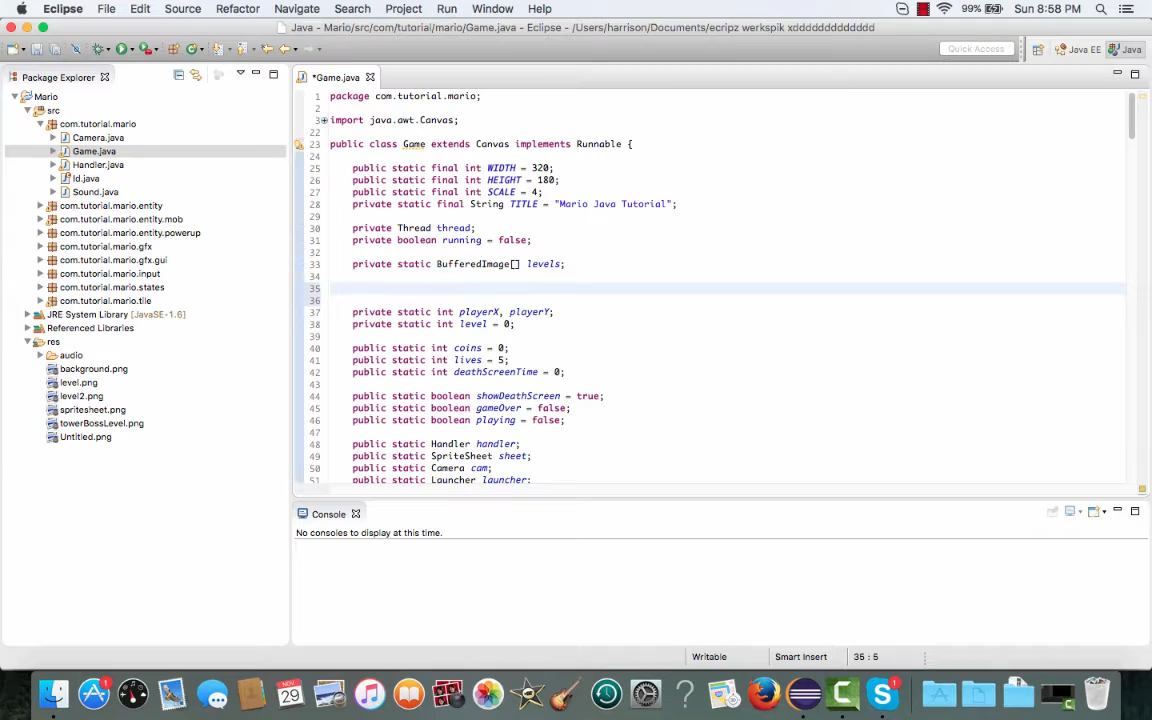 Eclipse File Edit Source Refactor Navigate Search Project Run Window Help 99% Sun 8:58 PM
Java - Mario/src/com/tutorial/mario/Game.java - Eclipse - /Users/harrison/Documents/ecripz werkspik xdddddddddddddd
Quick Access Java EE Java
Package Explorer
Mario
src
com.tutorial.mario
Camera.java
Game.java
Handler.java
Id.java
Sound.java
com.tutorial.mario.entity
com.tutorial.mario.entity.mob
com.tutorial.mario.entity.powerup
com.tutorial.mario.gfx
com.tutorial.mario.gfx.gui
com.tutorial.mario.input
com.tutorial.mario.states
com.tutorial.mario.tile
JRE System Library [JavaSE-1.6]
Referenced Libraries
res
audio
background.png
level.png
level2.png
spritesheet.png
towerBossLevel.png
Untitled.png
*Game.java
1 package com.tutorial.mario;
2
3 import java.awt.Canvas;
22
23 public class Game extends Canvas implements Runnable {
24
25 public static final int WIDTH = 320;
26 public static final int HEIGHT = 180;
27 public static final int SCALE = 4;
28 private static final String TITLE = "Mario Java Tutorial";
29
30 private Thread thread;
31 private boolean running = false;
32
33 private static BufferedImage[] levels;
34
35
36
37 private static int playerX, playerY;
38 private static int level = 0;
39
40 public static int coins = 0;
41 public static int lives = 5;
42 public static int deathScreenTime = 0;
43
44 public static boolean showDeathScreen = true;
45 public static boolean gameOver = false;
46 public static boolean playing = false;
47
48 public static Handler handler;
49 public static SpriteSheet sheet;
50 public static Camera cam;
51 public static Launcher launcher;
Console
No consoles to display at this time.
Writable Smart Insert 35 : 5
1 NOV 29 1